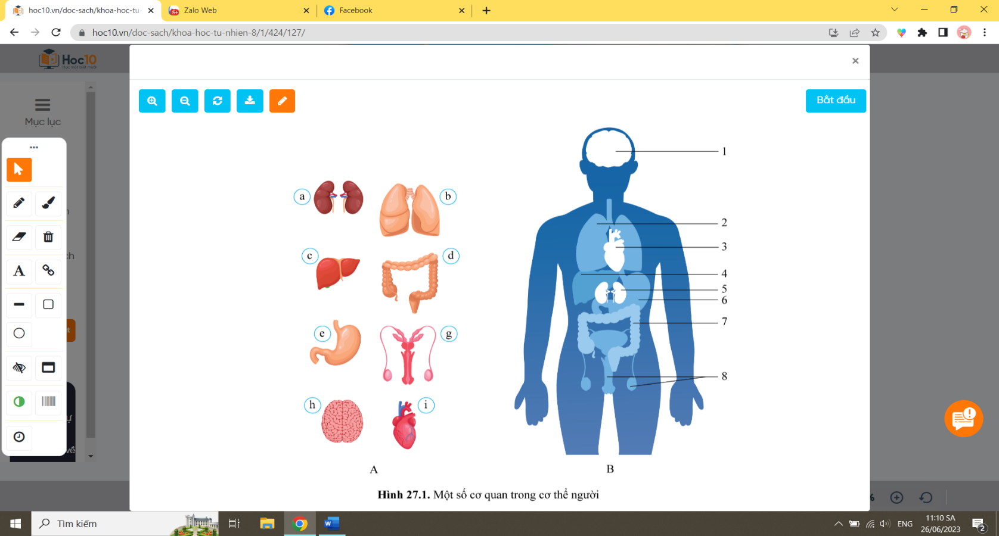 hoc10.vn/doc-sach/khoa-hoc-tu-
Zalo Web
Facebook
hoc10.vn/doc-sach/khoa-hoc-tu-nhien-8/1/424/127/
Hoc10
Mục lục
Bắt đầu
1
a
b
2
3
c
d
4
5
6
7
e
g
8
h
i
A
B
Hình 27.1. Một số cơ quan trong cơ thể người
Tìm kiếm
ENG
11:10 SA
26/06/2023
2